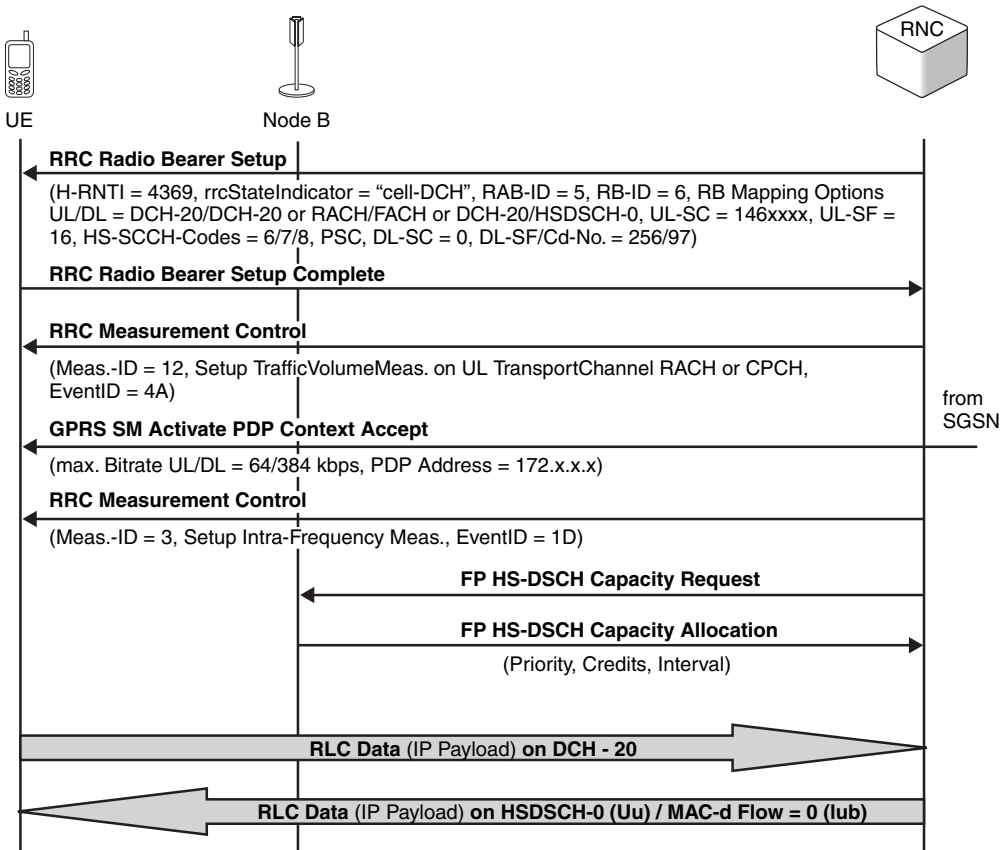 RNC
UE
Node B
RRC Radio Bearer Setup
(H-RNTI = 4369, rrcStateIndicator = “cell-DCH”, RAB-ID = 5, RB-ID = 6, RB Mapping Options
UL/DL = DCH-20/DCH-20 or RACH/FACH or DCH-20/HSDSCH-0, UL-SC = 146xxxx, UL-SF =
16, HS-SCCH-Codes = 6/7/8, PSC, DL-SC = 0, DL-SF/Cd-No. = 256/97)
RRC Radio Bearer Setup Complete
RRC Measurement Control
(Meas.-ID = 12, Setup TrafficVolumeMeas. on UL TransportChannel RACH or CPCH,
EventID = 4A)
from
SGSN
GPRS SM Activate PDP Context Accept
(max. Bitrate UL/DL = 64/384 kbps, PDP Address = 172.x.x.x)
RRC Measurement Control
(Meas.-ID = 3, Setup Intra-Frequency Meas., EventID = 1D)
FP HS-DSCH Capacity Request
FP HS-DSCH Capacity Allocation
(Priority, Credits, Interval)
RLC Data (IP Payload) on DCH - 20
RLC Data (IP Payload) on HSDSCH-0 (Uu) / MAC-d Flow = 0 (Iub)